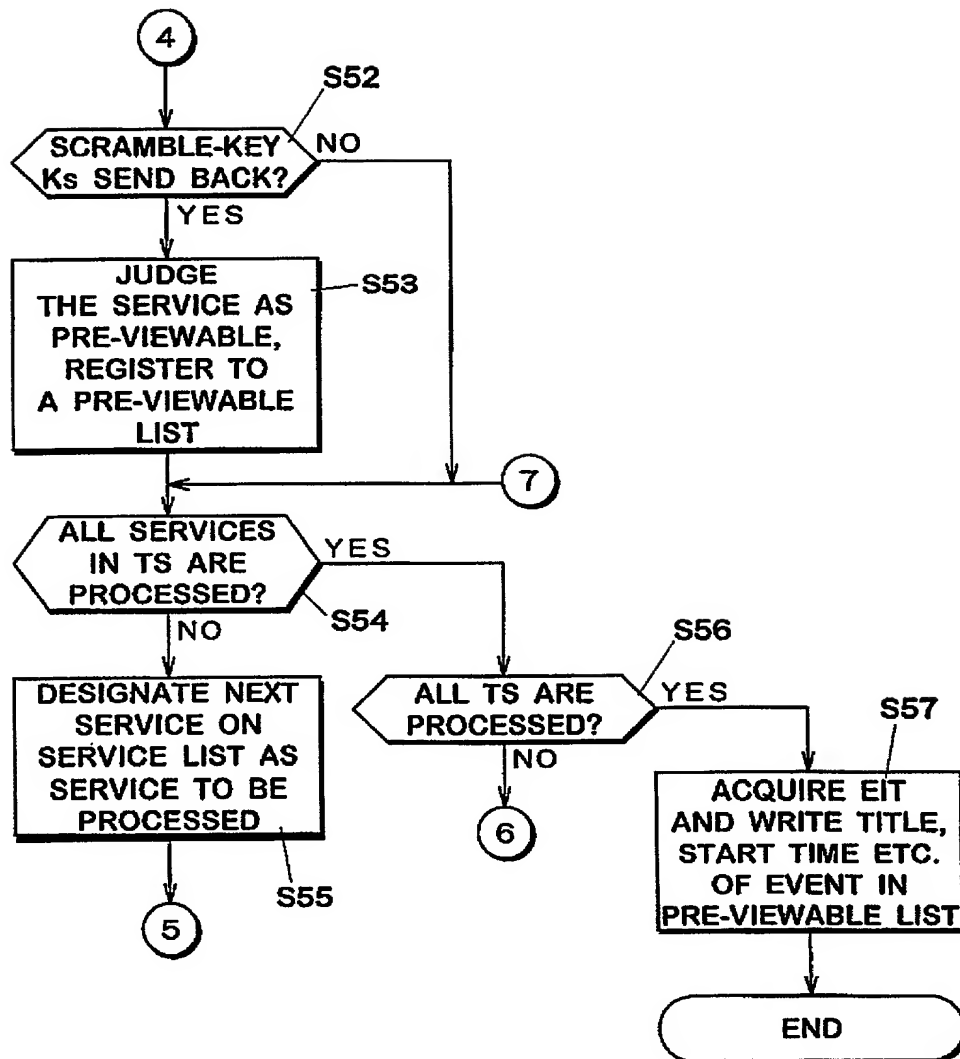 4
S52
SCRAMBLE-KEY
Ks SEND BACK?
NO
YES
JUDGE
THE SERVICE AS
PRE-VIEWABLE,
REGISTER TO
A PRE-VIEWABLE
LIST
S53
7
ALL SERVICES
IN TS ARE
PROCESSED?
YES
S54
NO
S56
DESIGNATE NEXT
SERVICE ON
SERVICE LIST AS
SERVICE TO BE
PROCESSED
S55
ALL TS ARE
PROCESSED?
YES
NO
S57
6
ACQUIRE EIT
AND WRITE TITLE,
START TIME ETC.
OF EVENT IN
PRE-VIEWABLE LIST
5
END